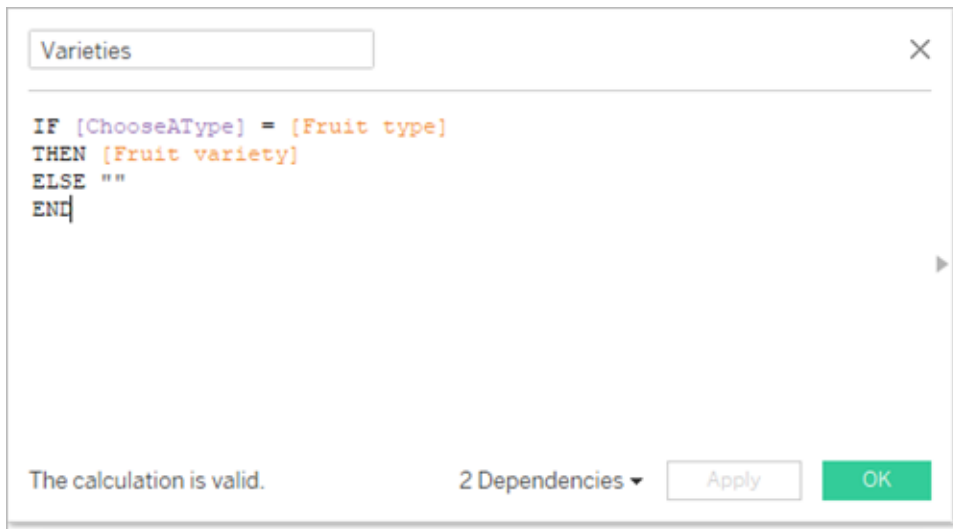 Varieties
IF [ChooseAType] = [Fruit type]
THEN [Fruit variety]
ELSE ""
END
The calculation is valid.
2 Dependencies
Apply
OK